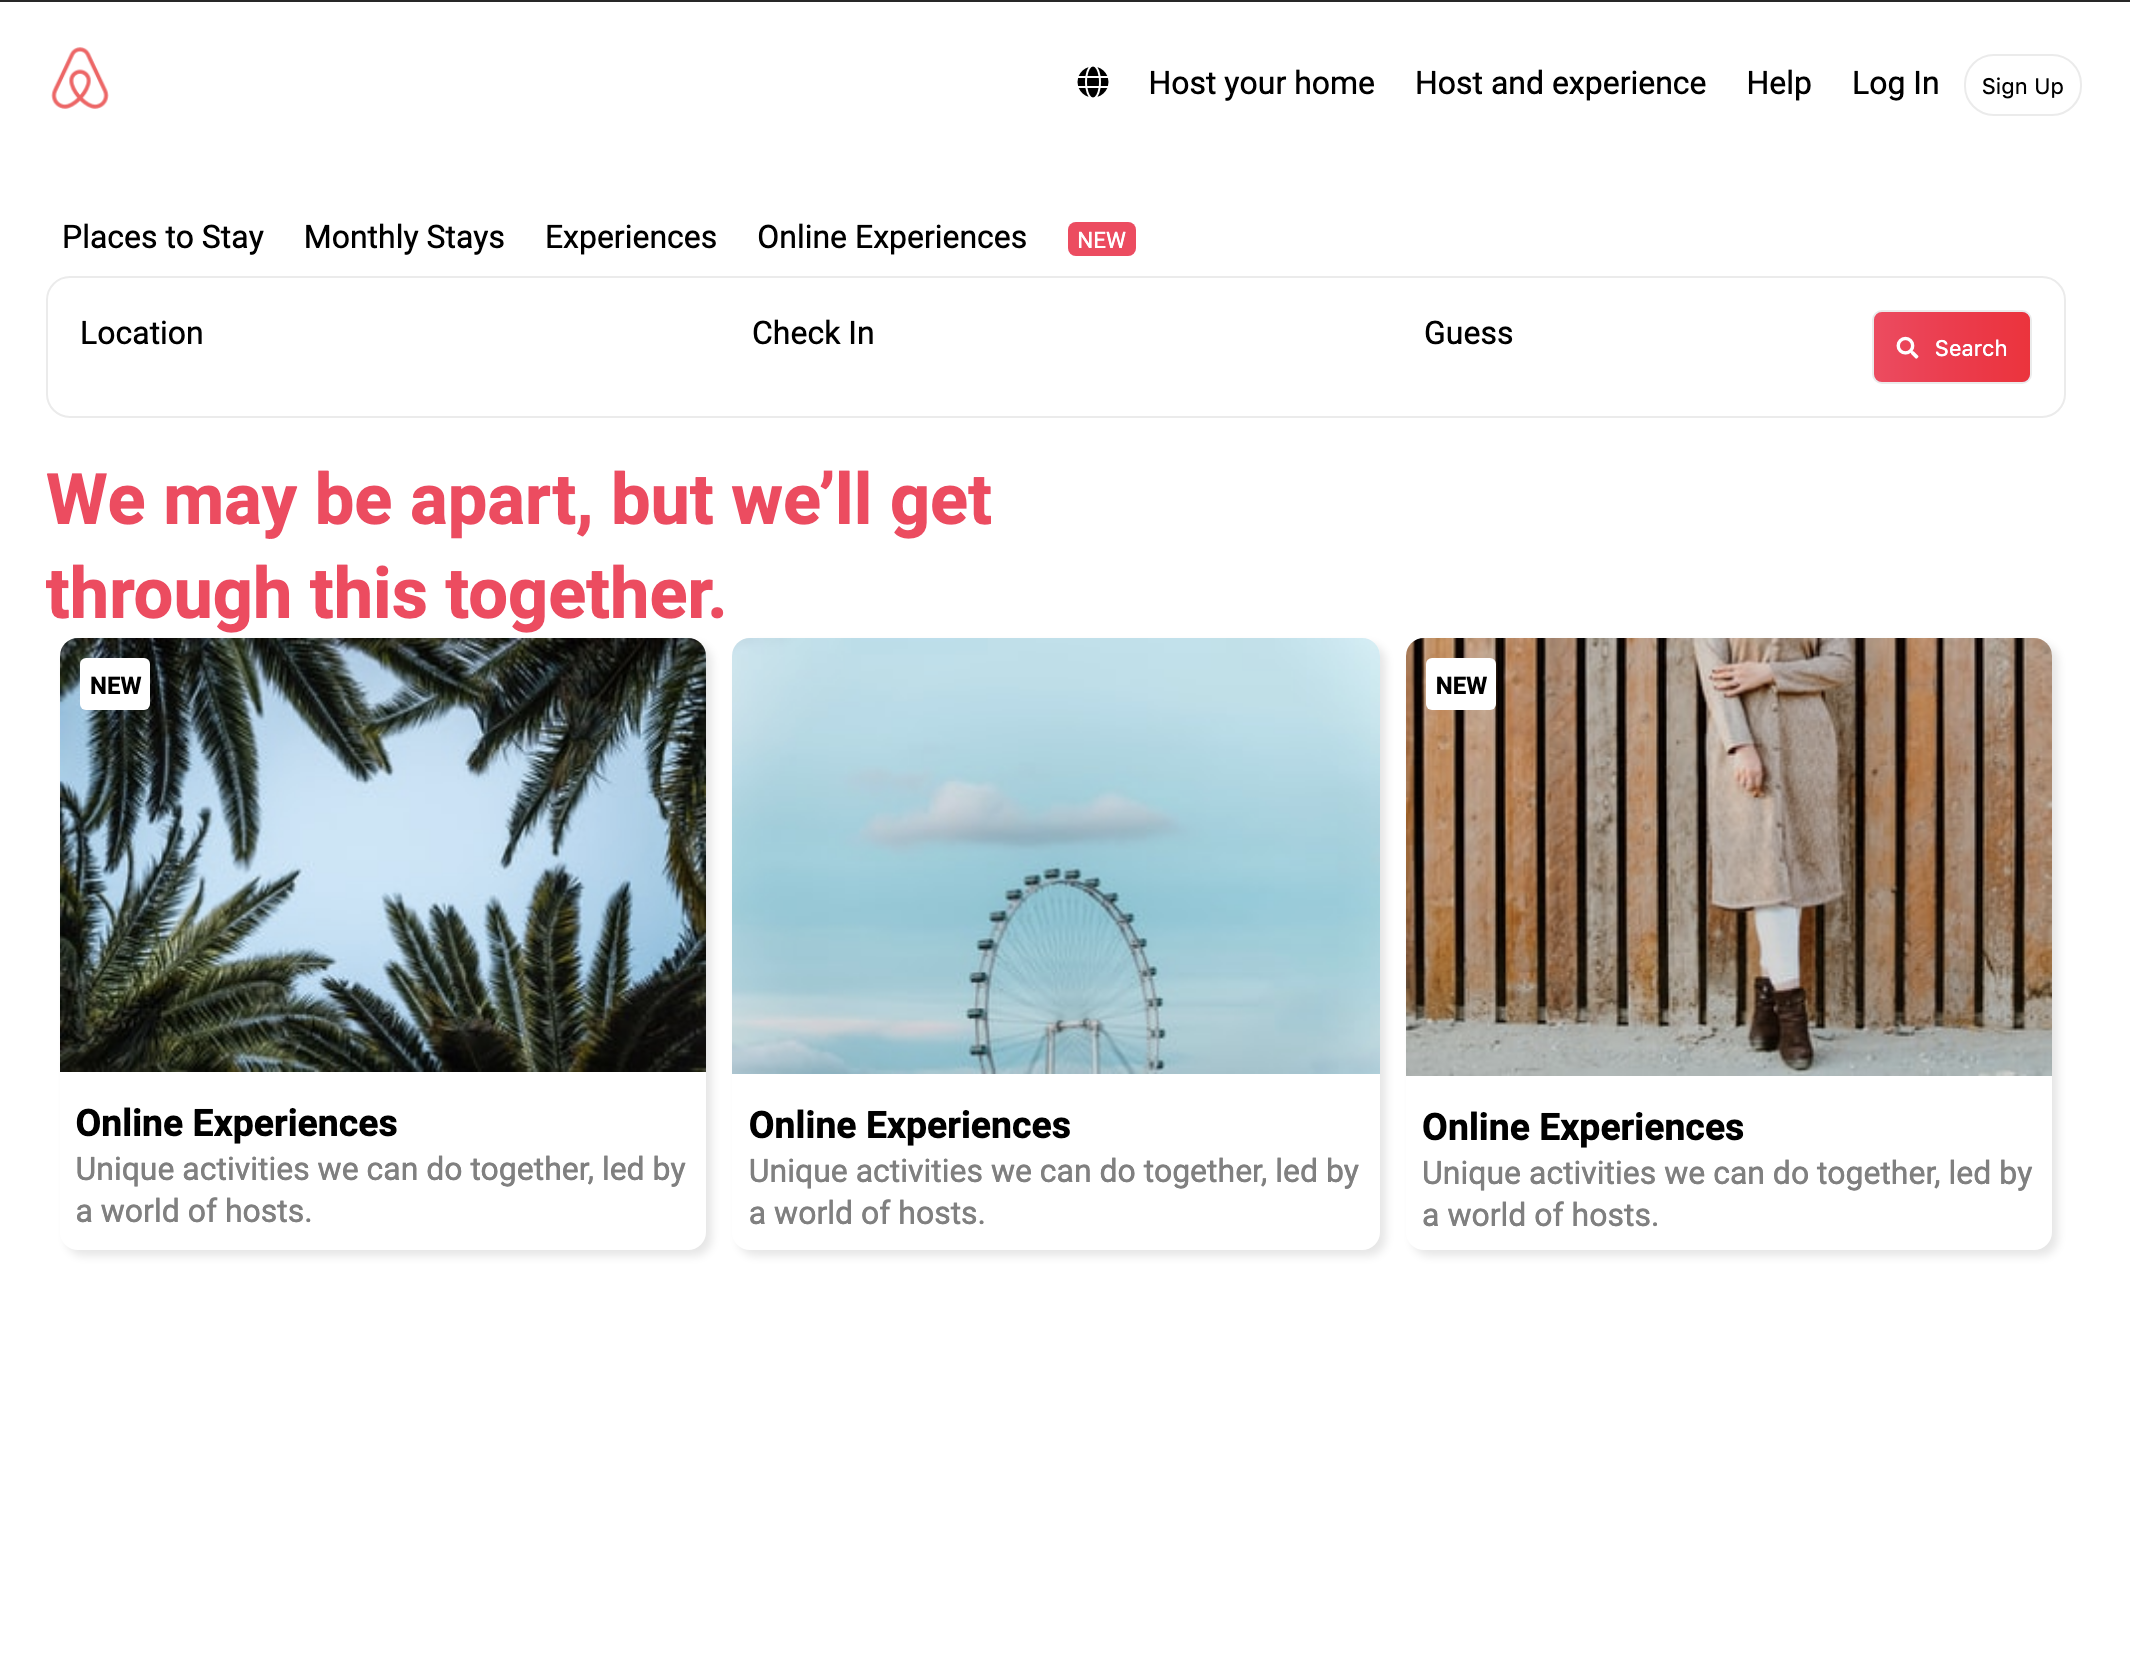 Host your home Host and experience Help Log In Sign Up
Places to Stay Monthly Stays Experiences Online Experiences NEW
Location Check In Guess Search
We may be apart, but we’ll get
through this together.
NEW
Online Experiences
Unique activities we can do together, led by
a world of hosts.
Online Experiences
Unique activities we can do together, led by
a world of hosts.
NEW
Online Experiences
Unique activities we can do together, led by
a world of hosts.